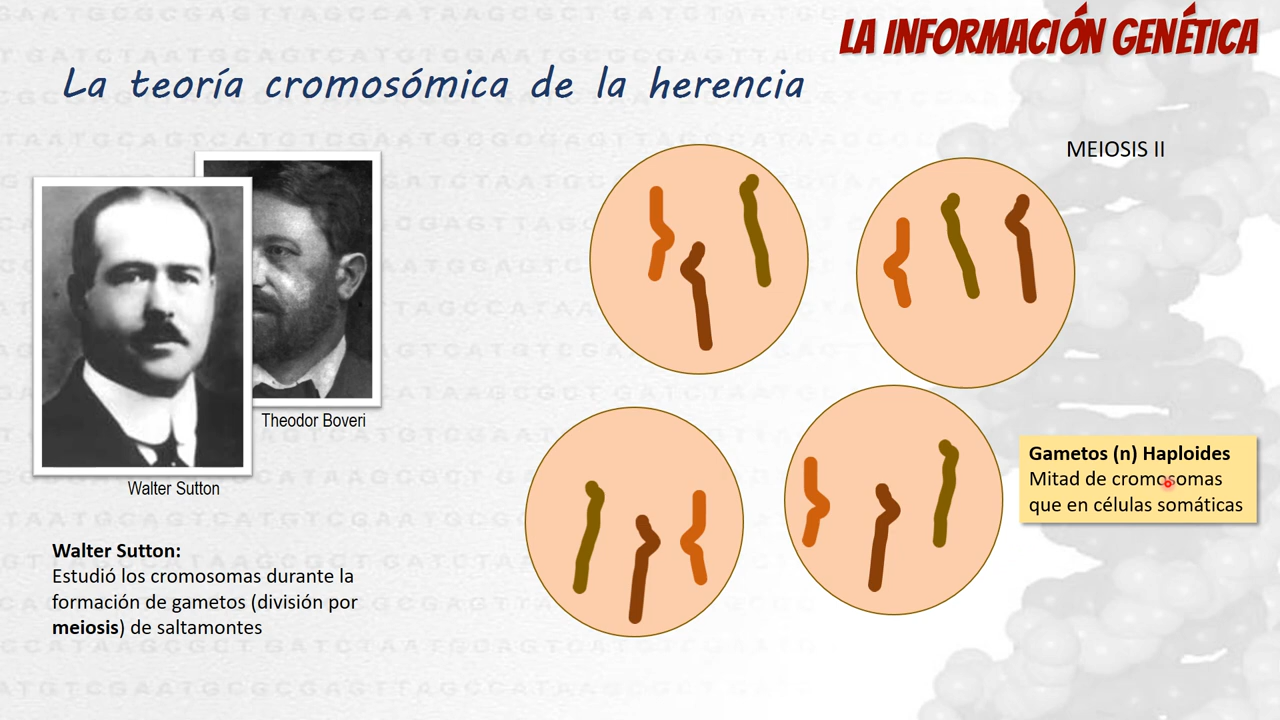 LA INFORMACIÓN GENÉTICA
La teoría cromosómica de la herencia
MEIOSIS II
Theodor Boveri
Walter Sutton
Gametos (n) Haploides
Mitad de cromosomas
que en células somáticas
Walter Sutton:
Estudió los cromosomas durante la
formación de gametos (división por
meiosis) de saltamontes